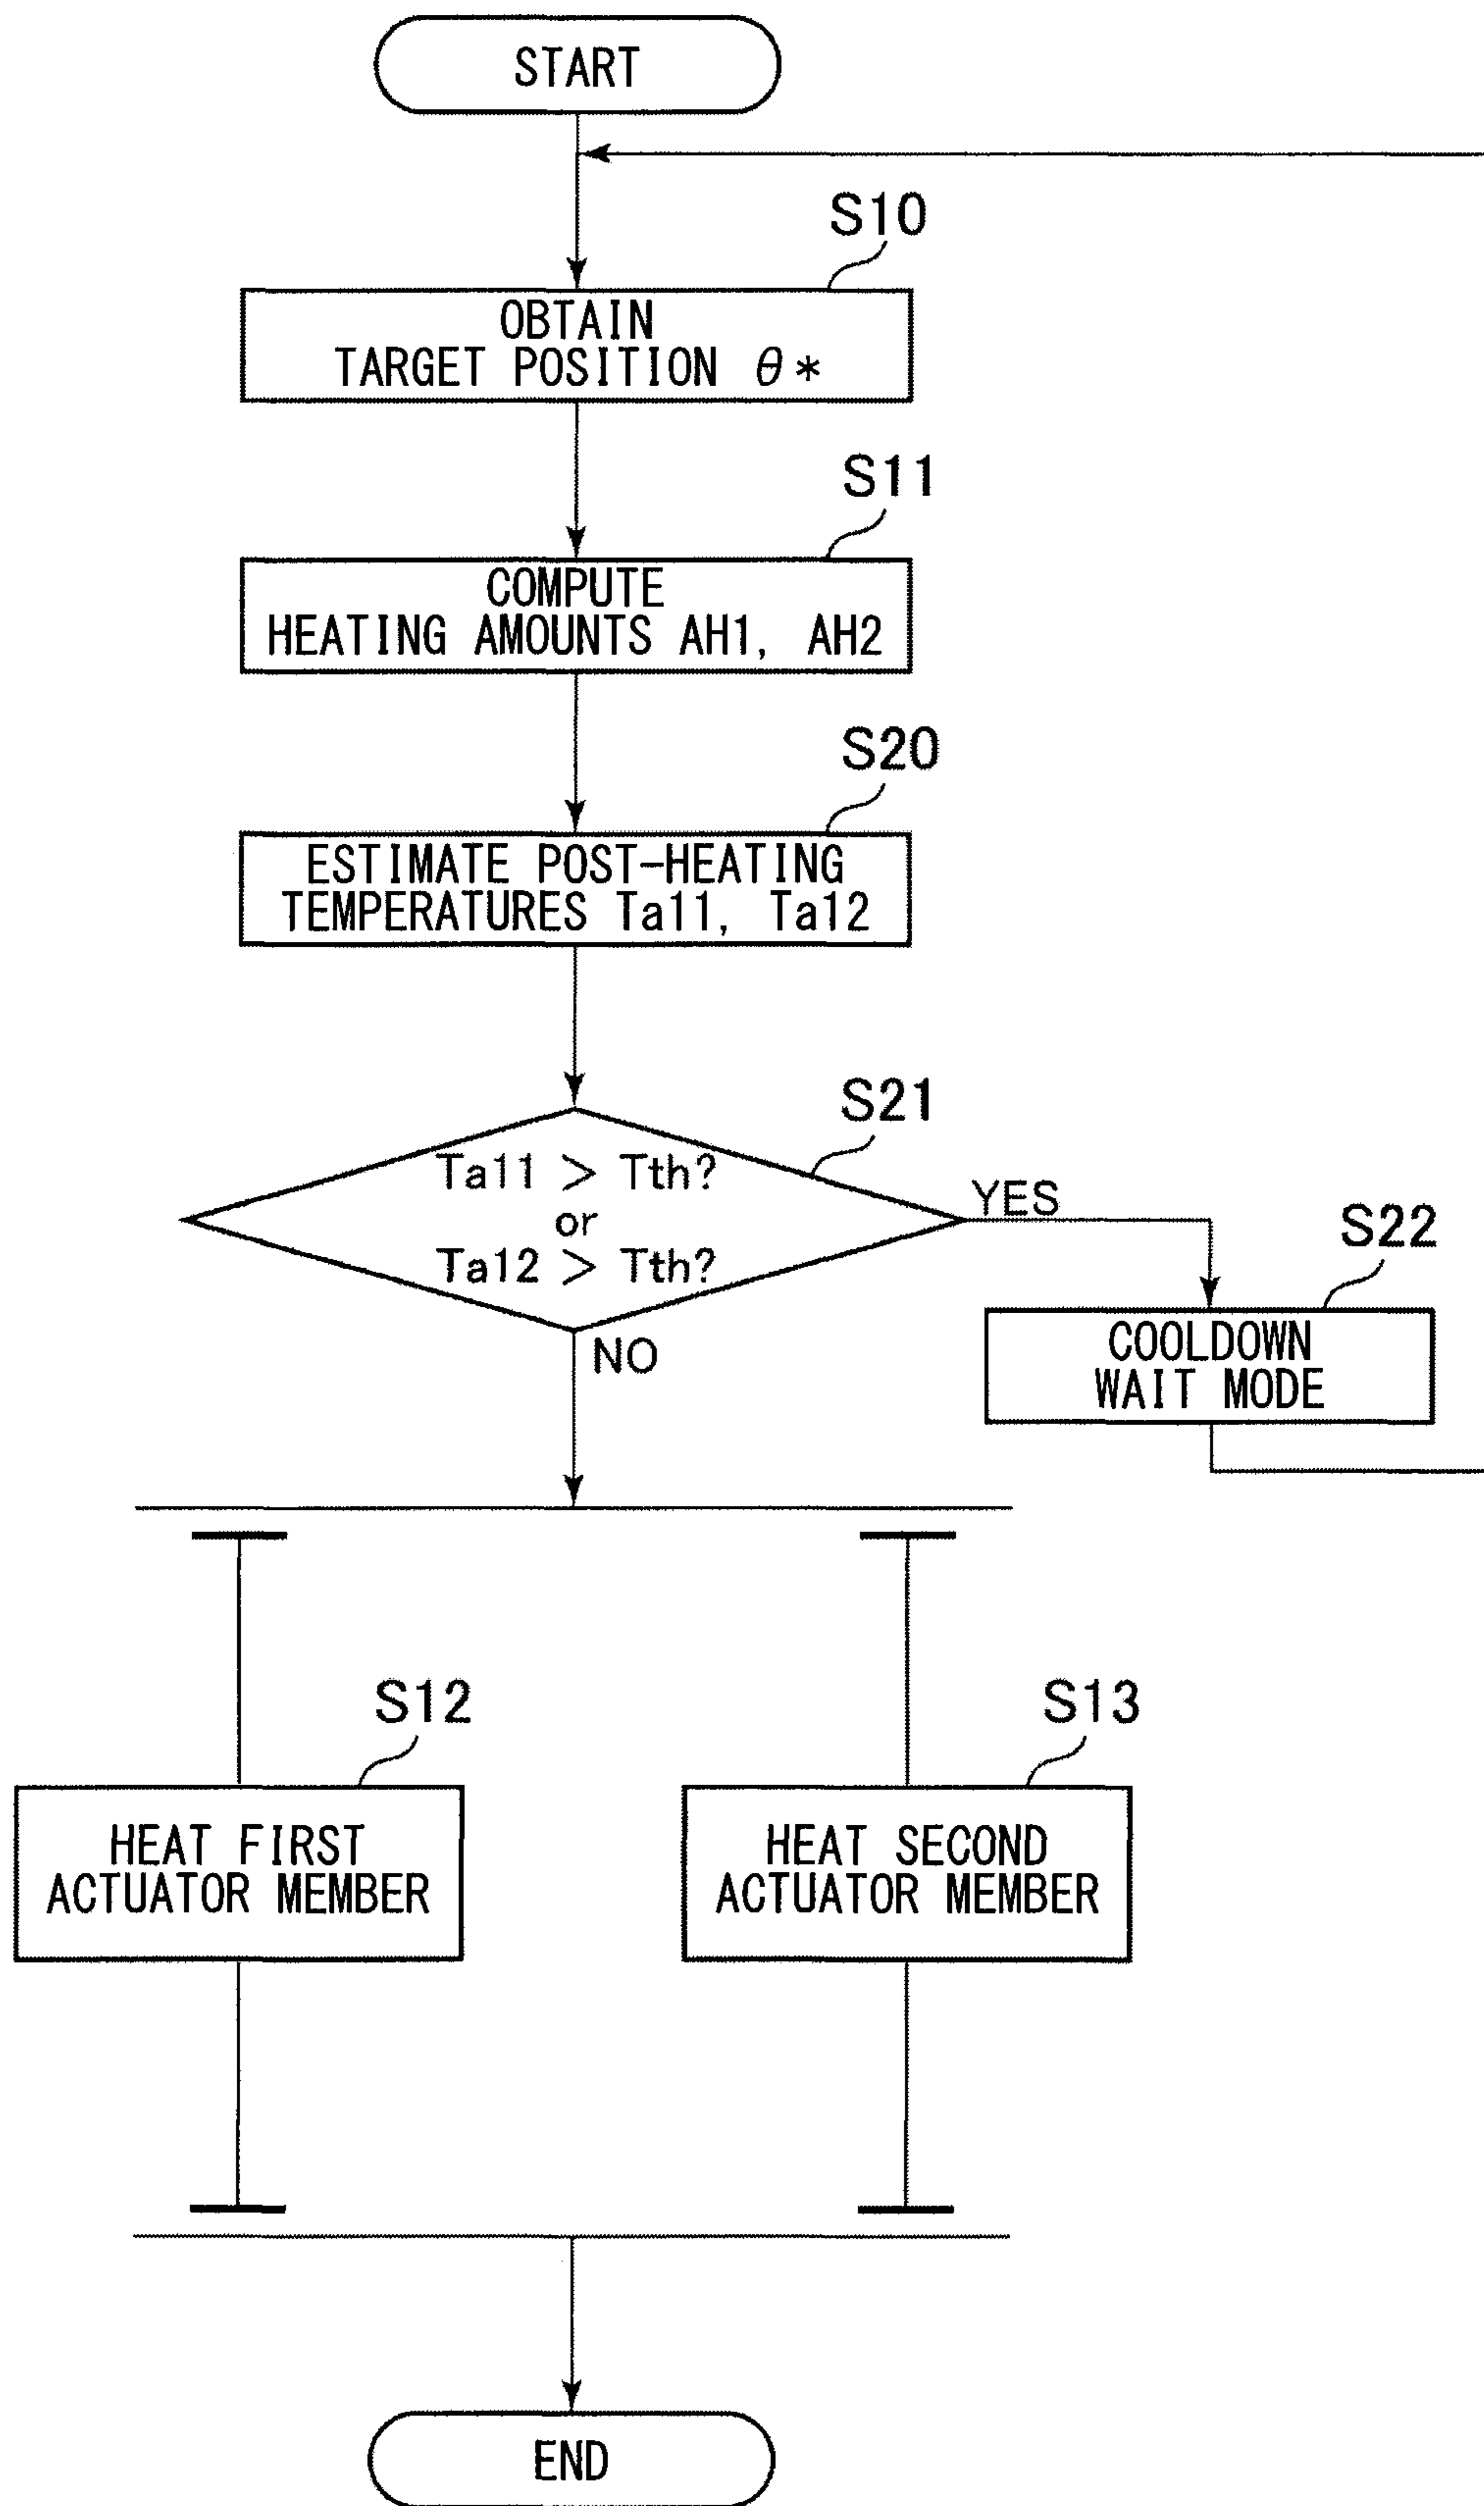 START
S10
OBTAIN
TARGET POSITION θ*
S11
COMPUTE
HEATING AMOUNTS AH1, AH2
S20
ESTIMATE POST-HEATING
TEMPERATURES Ta11, Ta12
S21
Ta11 > Tth?
or
Ta12 > Tth?
YES
S22
COOLDOWN
WAIT MODE
NO
S12
HEAT FIRST
ACTUATOR MEMBER
S13
HEAT SECOND
ACTUATOR MEMBER
END